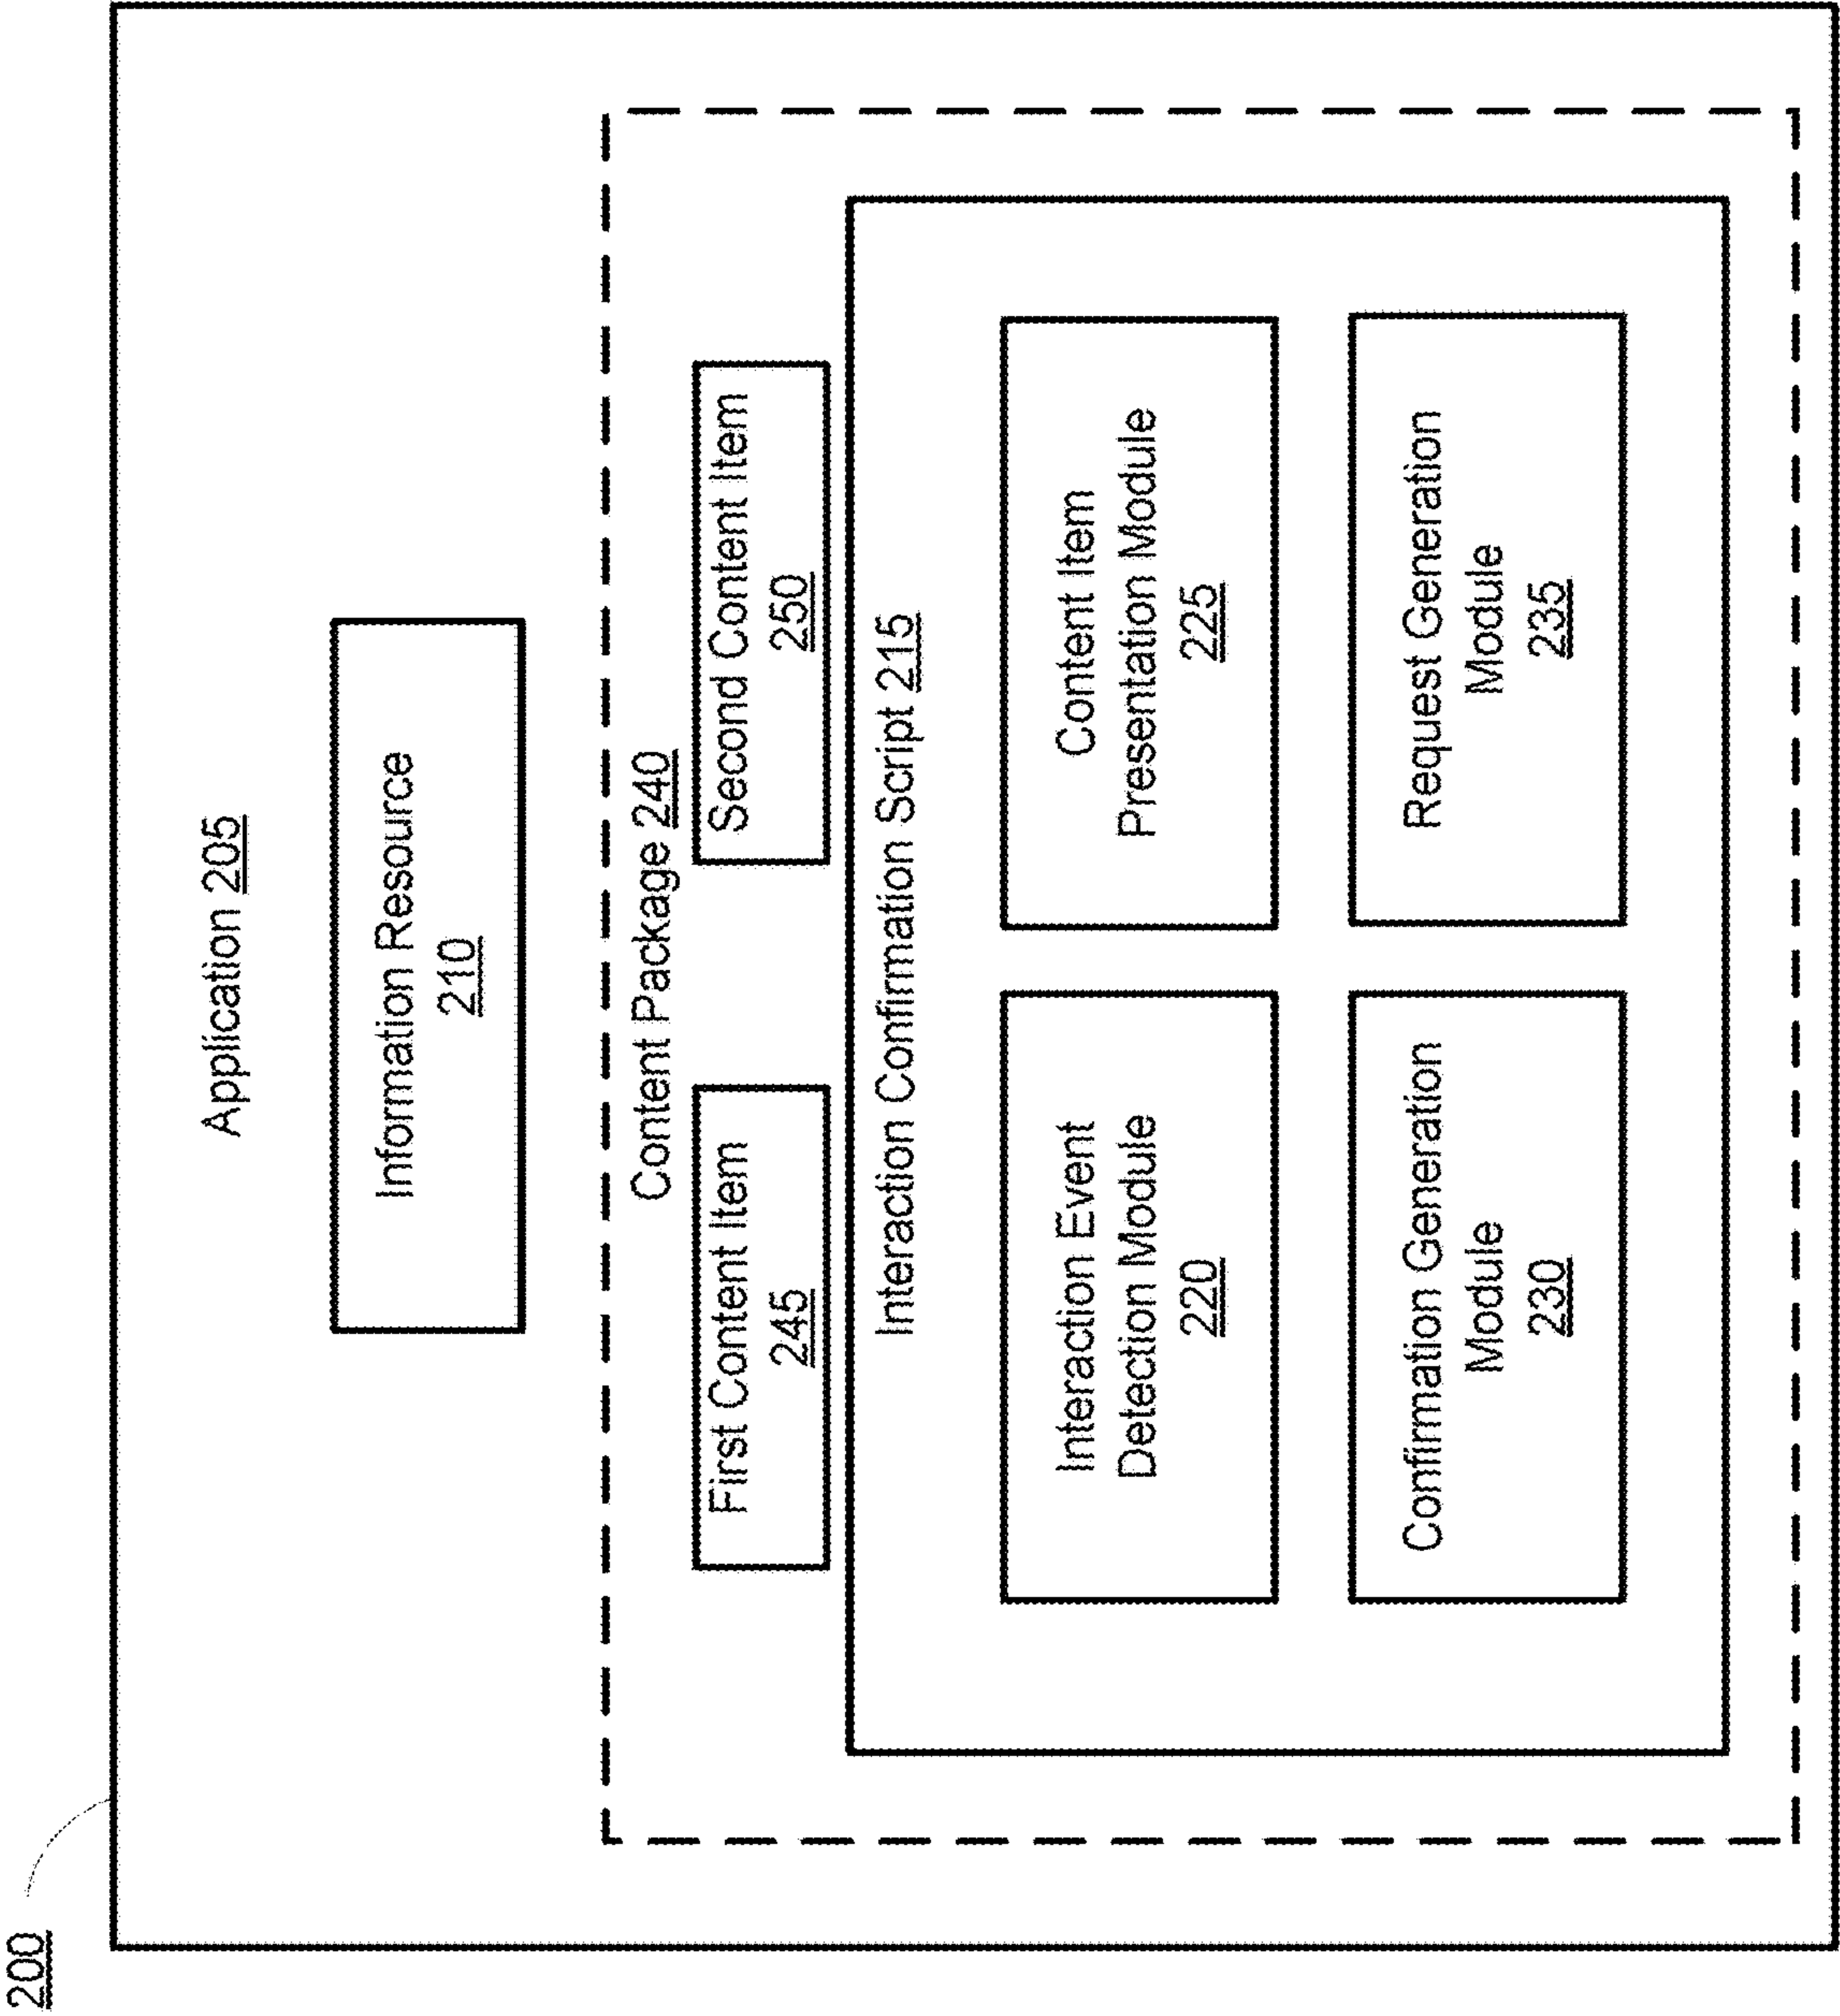 200
Application 205
Information Resource
210
Content Package 240
First Content Item
245
Second Content Item
250
Interaction Confirmation Script 215
Interaction Event
Detection Module
220
Content Item
Presentation Module
225
Confirmation Generation
Module
230
Request Generation
Module
235